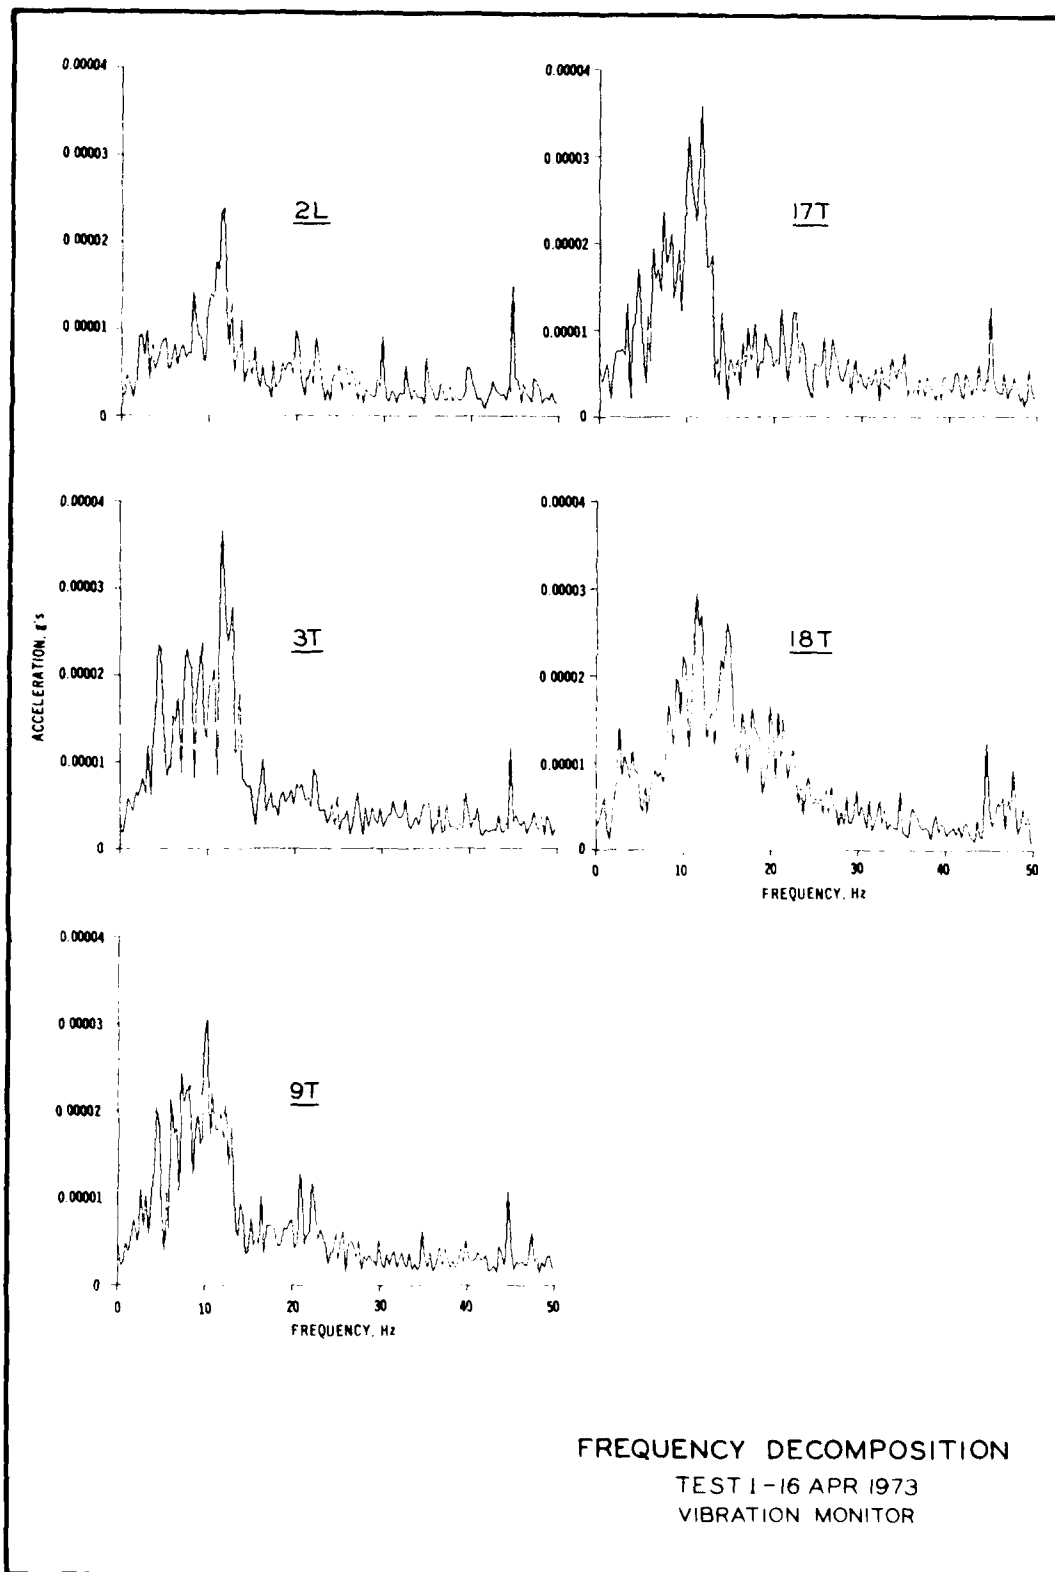 0.00004
0.00003
0.00002
0.00001
0
2L
0.00004
0.00003
0.00002
0.00001
0
17T
ACCELERATION, g's
0.00004
0.00003
0.00002
0.00001
0
3T
0.00004
0.00003
0.00002
0.00001
0
18T
0 10 20 30 40 50
FREQUENCY, Hz
0.00004
0.00003
0.00002
0.00001
0
9T
0 10 20 30 40 50
FREQUENCY, Hz
FREQUENCY DECOMPOSITION
TEST 1-16 APR 1973
VIBRATION MONITOR